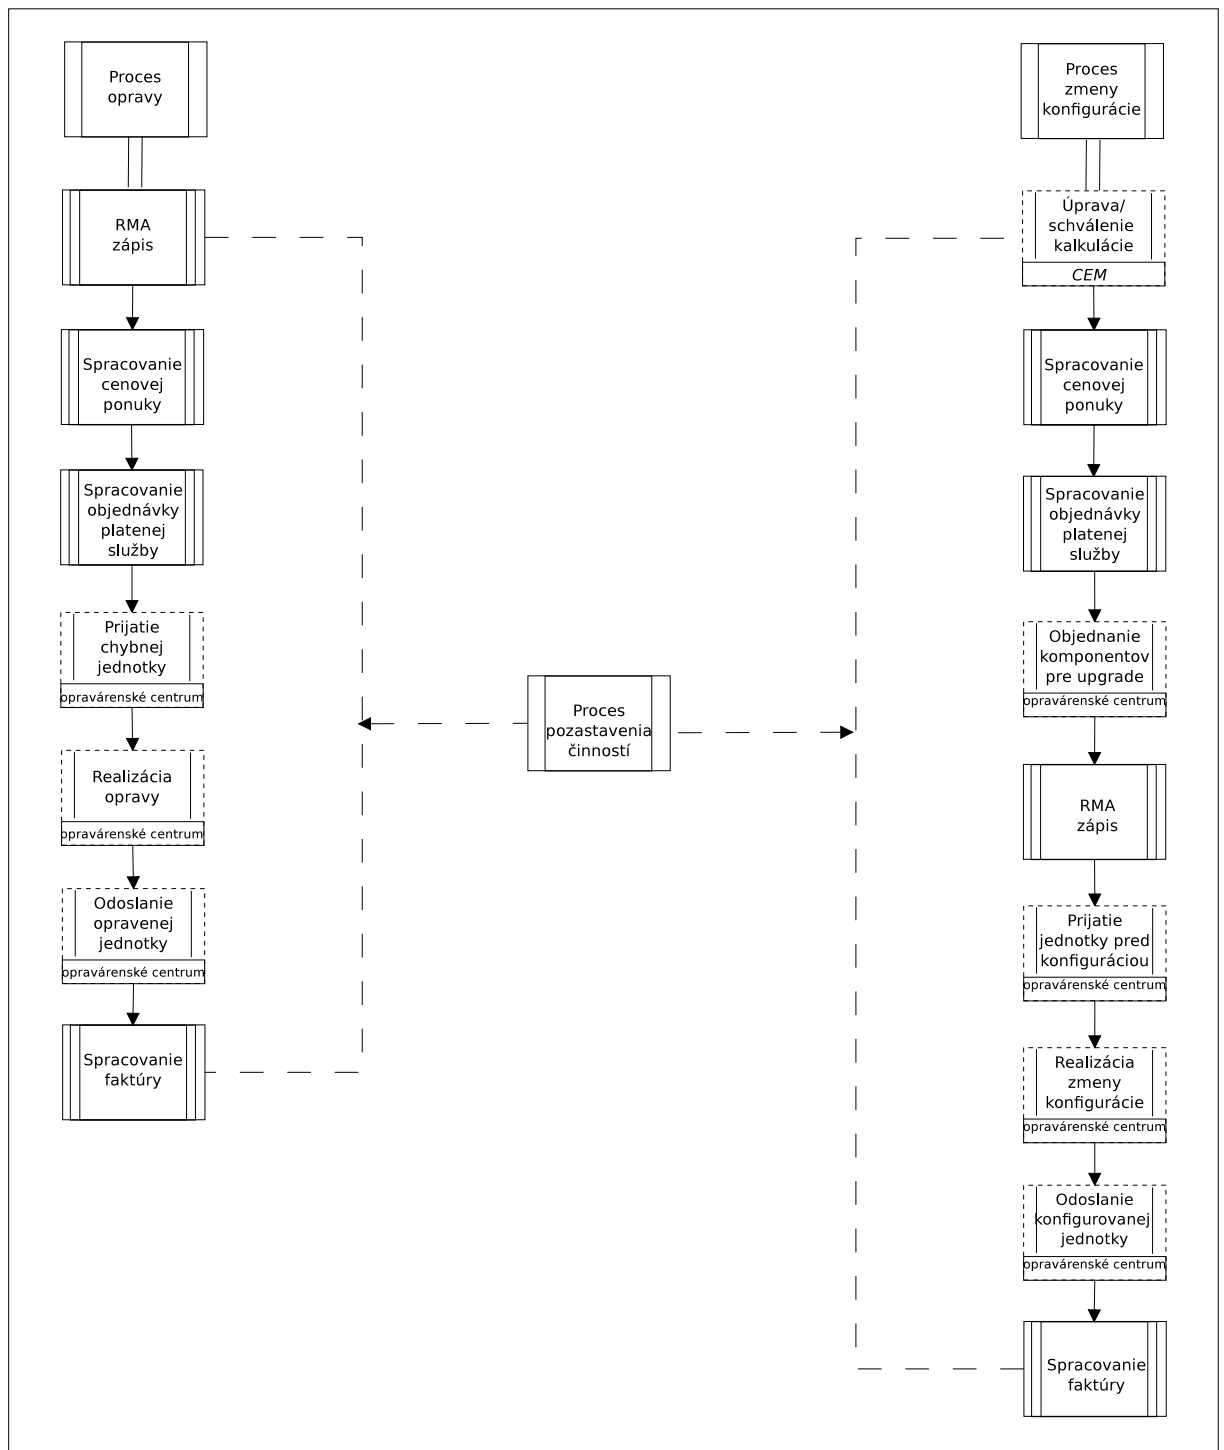 Proces
opravy
RMA
zápis
Spracovanie
cenovej
ponuky
Spracovanie
objednávky
platenej
služby
Prijatie
chybnej
jednotky
opravárenské centrum
Realizácia
opravy
opravárenské centrum
Odoslanie
opravenej
jednotky
opravárenské centrum
Spracovanie
faktúry
Proces
pozastavenia
činností
Proces
zmeny
konfigurácie
Úprava/
schválenie
kalkulácie
CEM
Spracovanie
cenovej
ponuky
Spracovanie
objednávky
platenej
služby
Objednanie
komponentov
pre upgrade
opravárenské centrum
RMA
zápis
Prijatie
jednotky pred
konfiguráciou
opravárenské centrum
Realizácia
zmeny
konfigurácie
opravárenské centrum
Odoslanie
konfigurovanej
jednotky
opravárenské centrum
Spracovanie
faktúry